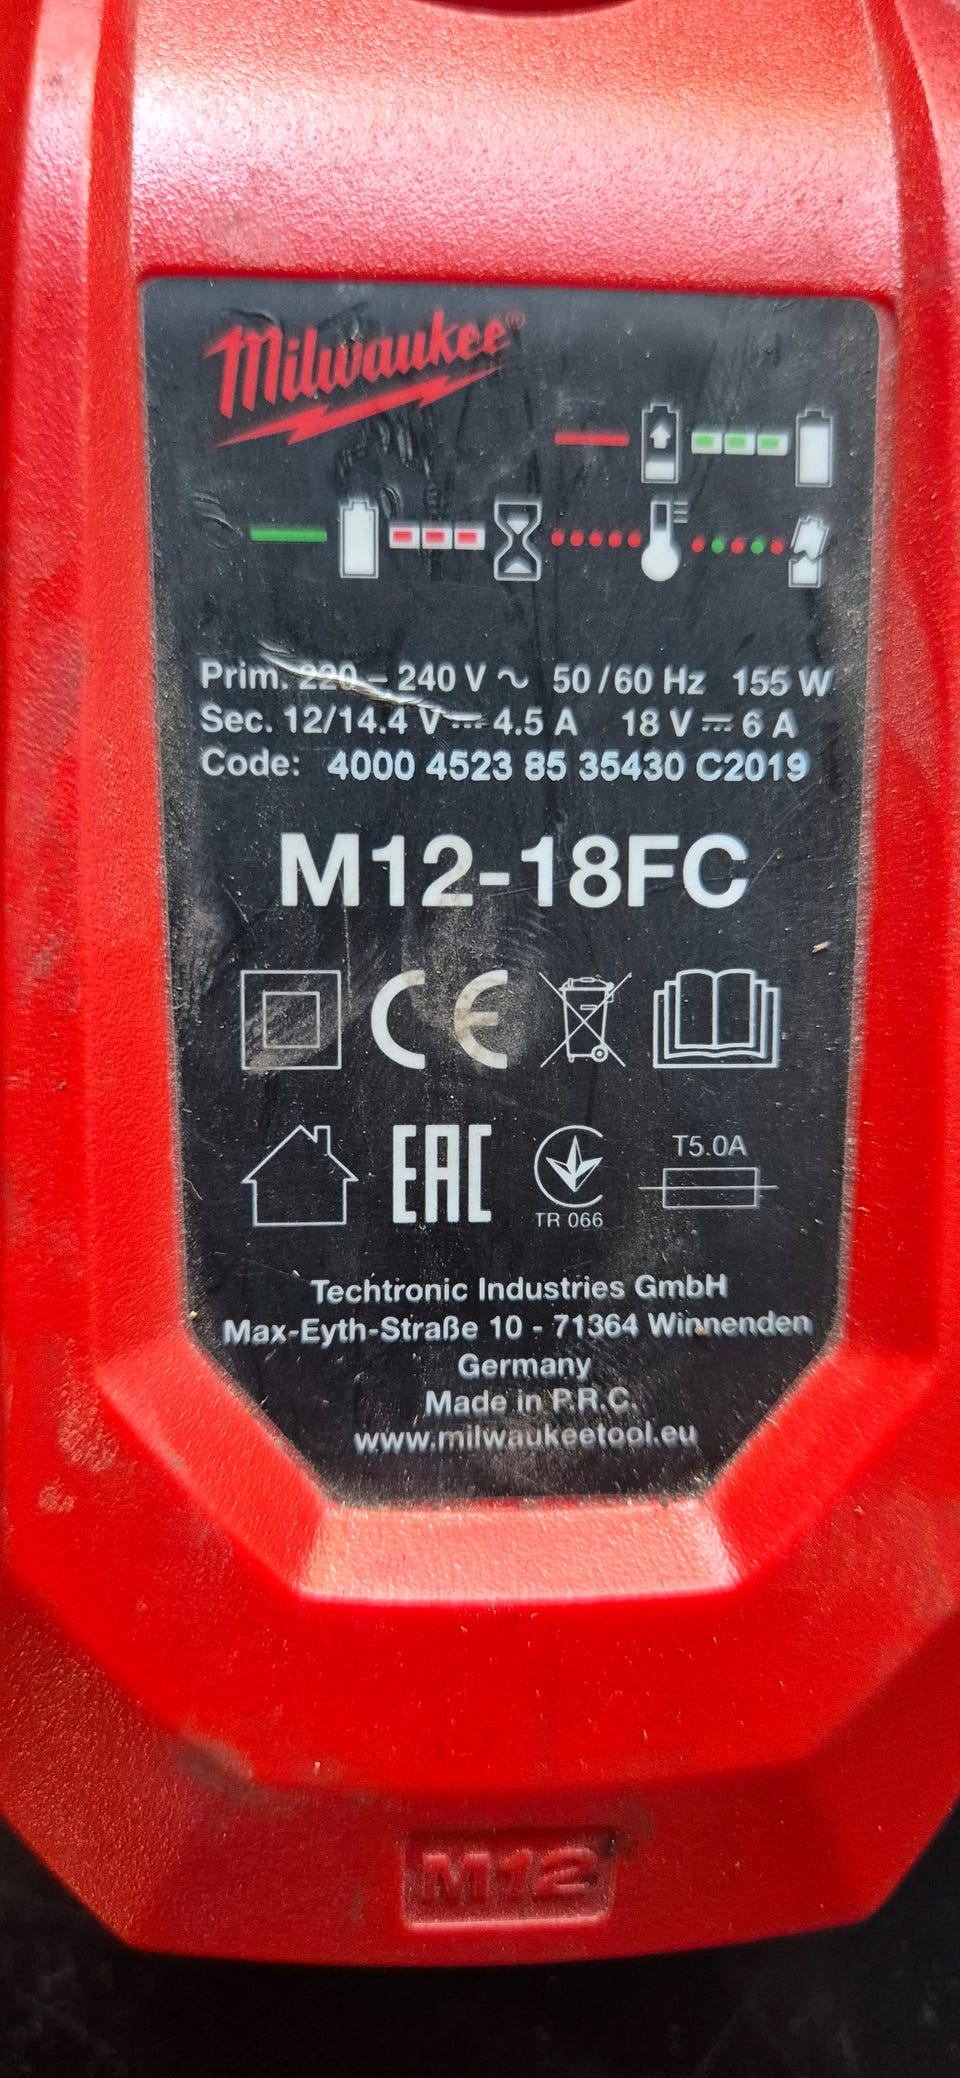 Milwaukee®
Prim. 220 – 240 V ~ 50/60 Hz 155 W
Sec. 12/14.4 V ⎓ 4.5 A 18 V ⎓ 6 A
Code: 4000 4523 85 35430 C2019
M12-18FC
CE
EAC
T5.0A
TR 066
Techtronic Industries GmbH
Max-Eyth-Straße 10 - 71364 Winnenden
Germany
Made in P.R.C.
www.milwaukeetool.eu
M12